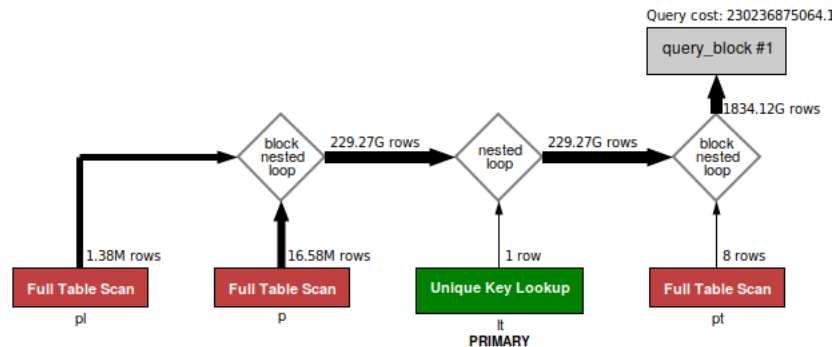 Query cost: 230236875064.1
query_block #1
1834.12G rows
block
nested
loop
229.27G rows
nested
loop
229.27G rows
block
nested
loop
1.38M rows
16.58M rows
1 row
8 rows
Full Table Scan
Full Table Scan
Unique Key Lookup
Full Table Scan
pl
p
lt
pt
PRIMARY